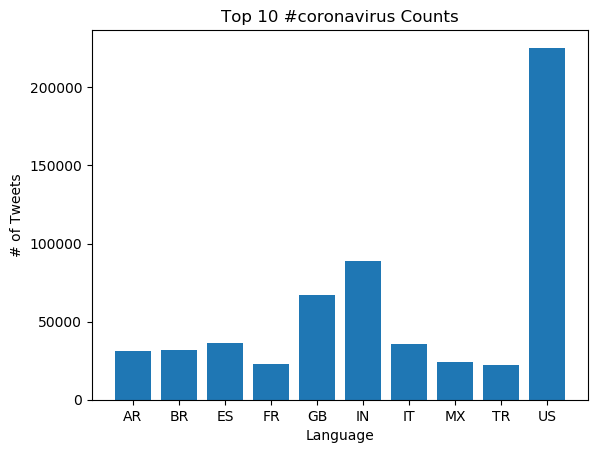 Top 10 #coronavirus Counts
# of Tweets
200000
150000
100000
50000
0
AR BR ES FR GB IN IT MX TR US
Language